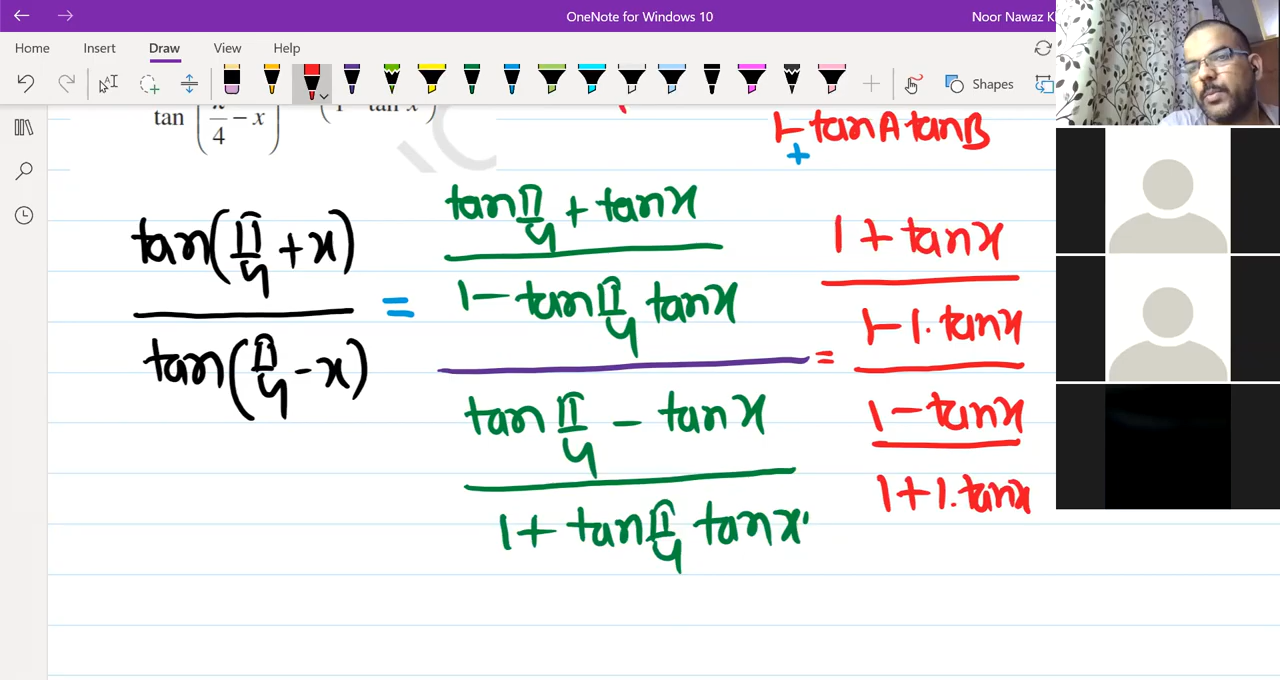 OneNote for Windows 10
Noor Nawaz
Home Insert Draw View Help
Shapes
tan (π/4 − x) tan x
1 - tanA tanB
+
tan(π/4 + x) / tan(π/4 - x) = ((tan π/4 + tan x) / (1 - tan π/4 tan x)) / ((tan π/4 - tan x) / (1 + tan π/4 tan x)) = ((1 + tan x) / (1 - 1. tan x)) / ((1 - tan x) / (1 + 1. tan x))